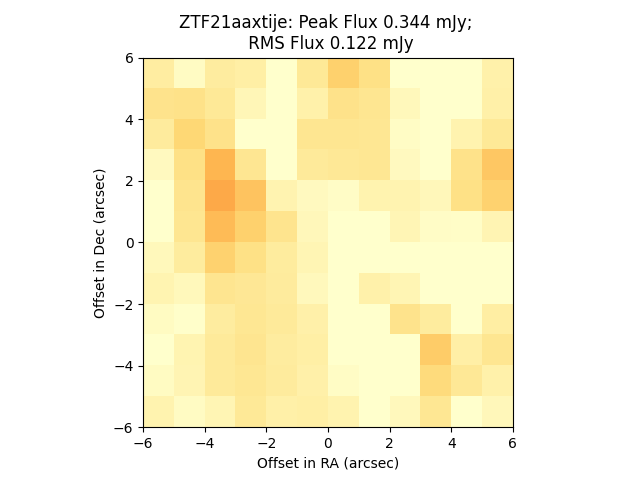 ZTF21aaxtije: Peak Flux 0.344 mJy;
RMS Flux 0.122 mJy
6
4
2
0
−2
−4
−6
Offset in Dec (arcsec)
−6 −4 −2 0 2 4 6
Offset in RA (arcsec)